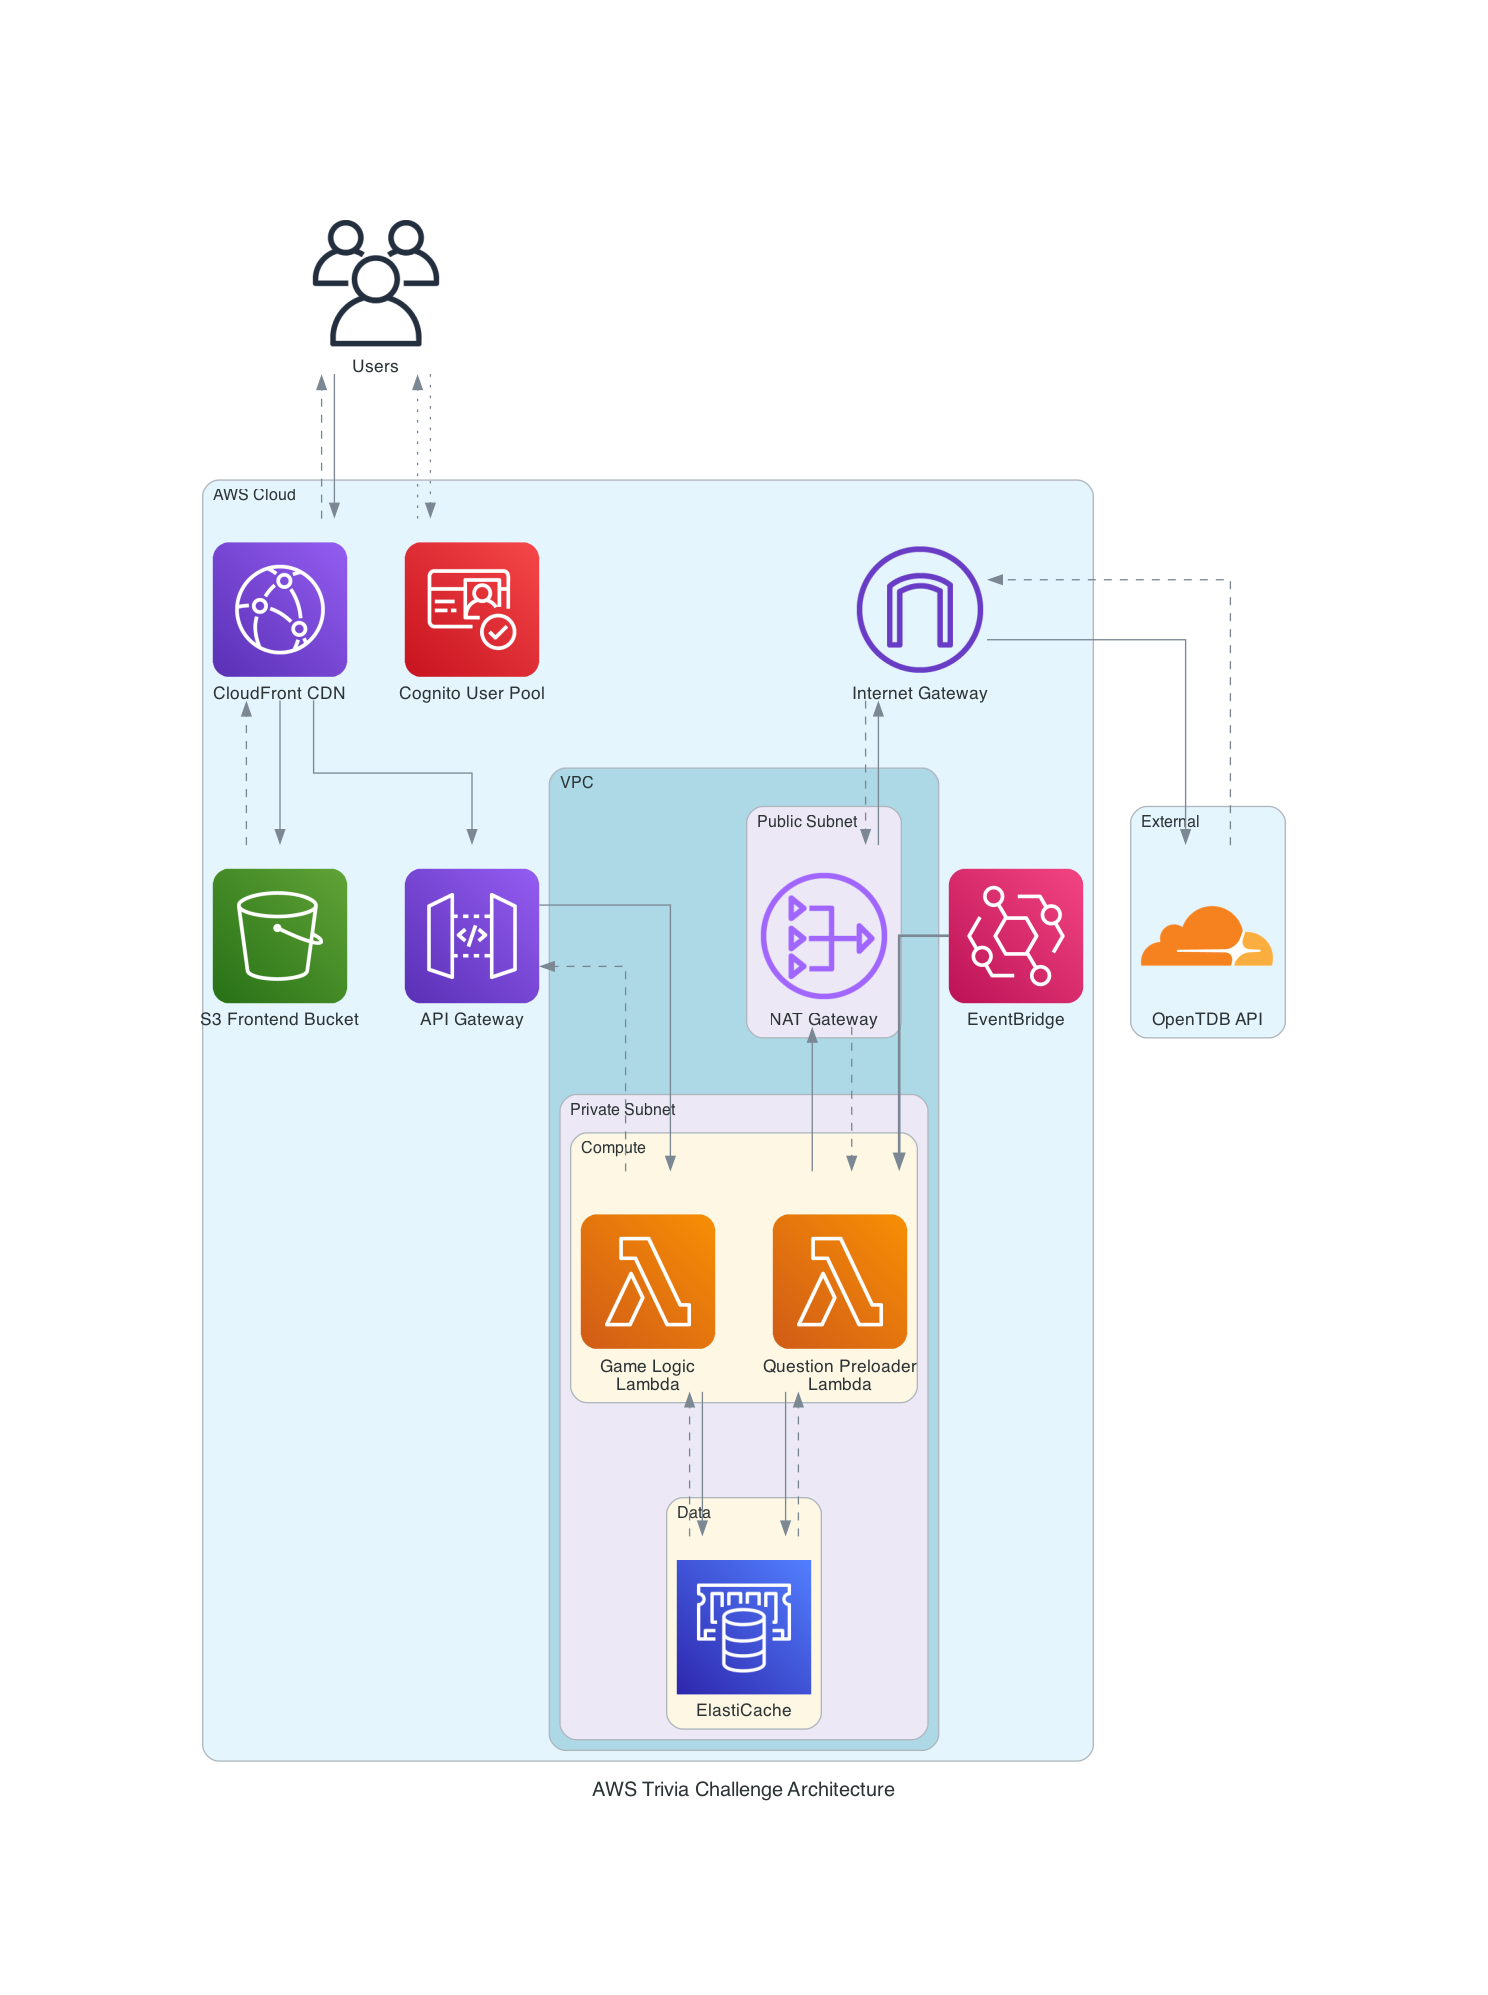 Users
AWS Cloud
CloudFront CDN
Cognito User Pool
Internet Gateway
VPC
Public Subnet
External
S3 Frontend Bucket
API Gateway
NAT Gateway
EventBridge
OpenTDB API
Private Subnet
Compute
Game Logic
Lambda
Question Preloader
Lambda
Data
ElastiCache
AWS Trivia Challenge Architecture